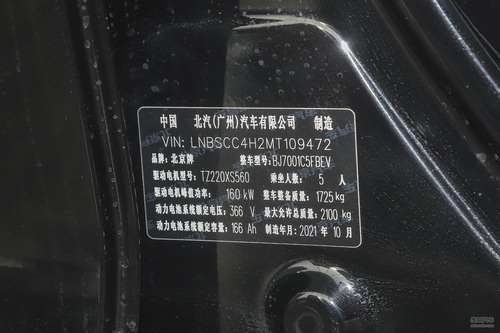 中国 北汽(广州)汽车有限公司 制造
VIN: LNBSCC4H2MT109472
品牌:北京牌 整车型号:BJ7001C5FBEV
驱动电机型号:TZ220XS560 乘坐人数: 5 人
驱动电机峰值功率: 160 kW 整车整备质量: 1725 kg
动力电池系统额定电压: 366 V 最大允许总质量:2100 kg
动力电池系统额定容量: 166 Ah 制造年月:2021 年 10 月